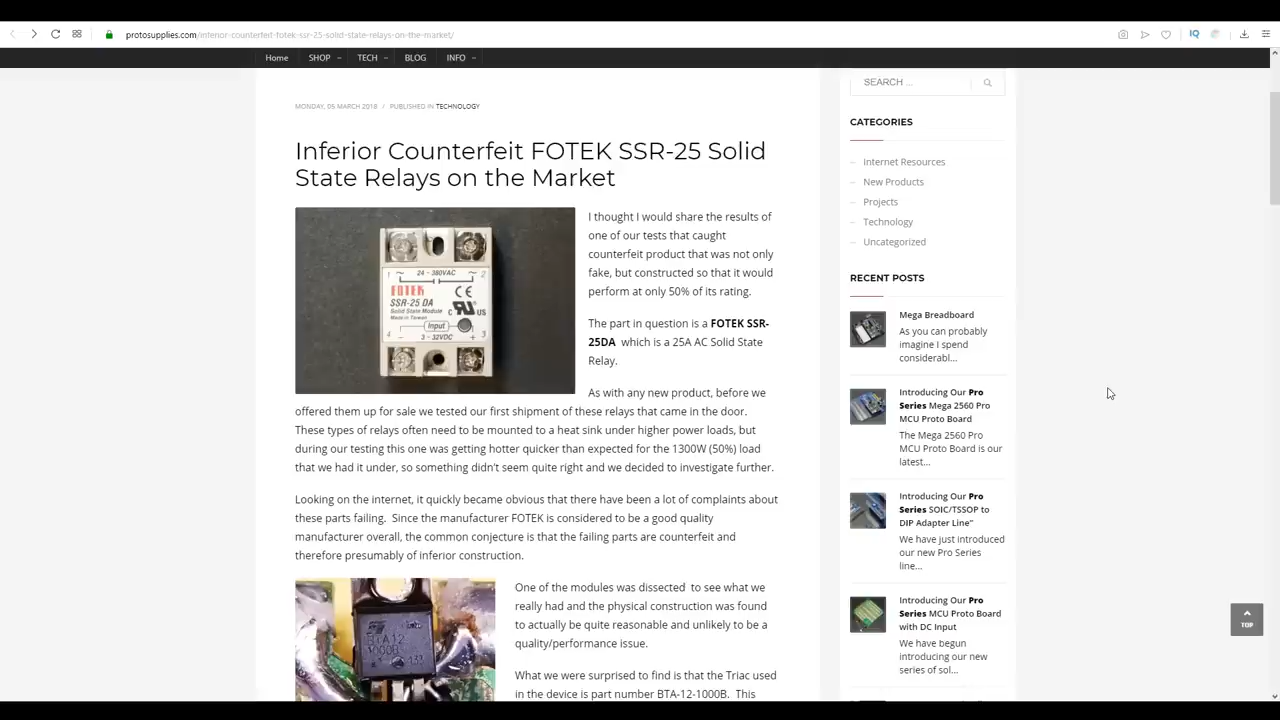 protosupplies.com/inferior-counterfeit-fotek-ssr-25-solid-state-relays-on-the-market/
IQ
Home SHOP TECH BLOG INFO
MONDAY, 05 MARCH 2018 / PUBLISHED IN TECHNOLOGY
Inferior Counterfeit FOTEK SSR-25 Solid
State Relays on the Market
24 - 380VAC
1 2
FOTEK
SSR-25 DA
Solid State Module
Made in Taiwan
CE
C US
Input
4 3
3 - 32VDC +
I thought I would share the results of
one of our tests that caught
counterfeit product that was not only
fake, but constructed so that it would
perform at only 50% of its rating.
The part in question is a FOTEK SSR-
25DA which is a 25A AC Solid State
Relay.
As with any new product, before we
offered them up for sale we tested our first shipment of these relays that came in the door.
These types of relays often need to be mounted to a heat sink under higher power loads, but
during our testing this one was getting hotter quicker than expected for the 1300W (50%) load
that we had it under, so something didn't seem quite right and we decided to investigate further.
Looking on the internet, it quickly became obvious that there have been a lot of complaints about
these parts failing. Since the manufacturer FOTEK is considered to be a good quality
manufacturer overall, the common conjecture is that the failing parts are counterfeit and
therefore presumably of inferior construction.
BTA12
1000B
One of the modules was dissected to see what we
really had and the physical construction was found
to actually be quite reasonable and unlikely to be a
quality/performance issue.
What we were surprised to find is that the Triac used
in the device is part number BTA-12-1000B. This
SEARCH ...
CATEGORIES
Internet Resources
New Products
Projects
Technology
Uncategorized
RECENT POSTS
Mega Breadboard
As you can probably
imagine I spend
considerabl...
Introducing Our Pro
Series Mega 2560 Pro
MCU Proto Board
The Mega 2560 Pro
MCU Proto Board is our
latest...
Introducing Our Pro
Series SOIC/TSSOP to
DIP Adapter Line"
We have just introduced
our new Pro Series
line...
Introducing Our Pro
Series MCU Proto Board
with DC Input
We have begun
introducing our new
series of sol...
TOP